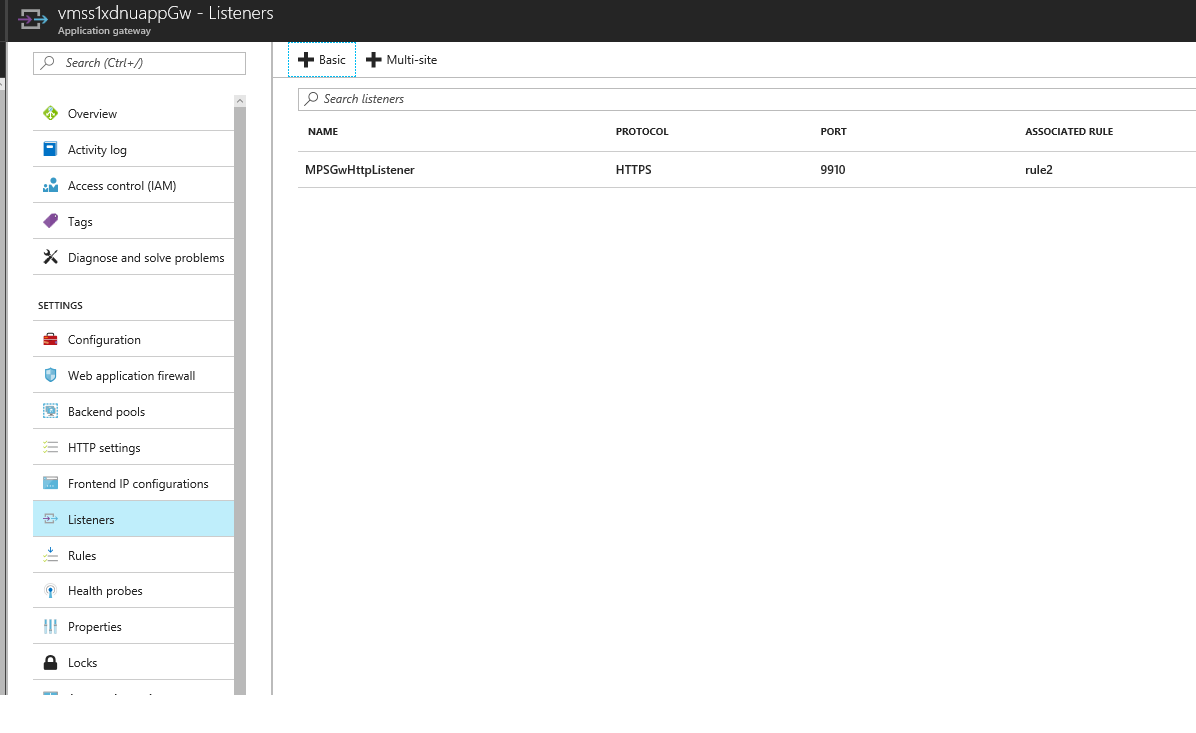 vmss1xdnuappGw - Listeners
Application gateway
Search (Ctrl+/)
Overview
Activity log
Access control (IAM)
Tags
Diagnose and solve problems
SETTINGS
Configuration
Web application firewall
Backend pools
HTTP settings
Frontend IP configurations
Listeners
Rules
Health probes
Properties
Locks
Basic Multi-site
Search listeners
NAME PROTOCOL PORT ASSOCIATED RULE
MPSGwHttpListener HTTPS 9910 rule2